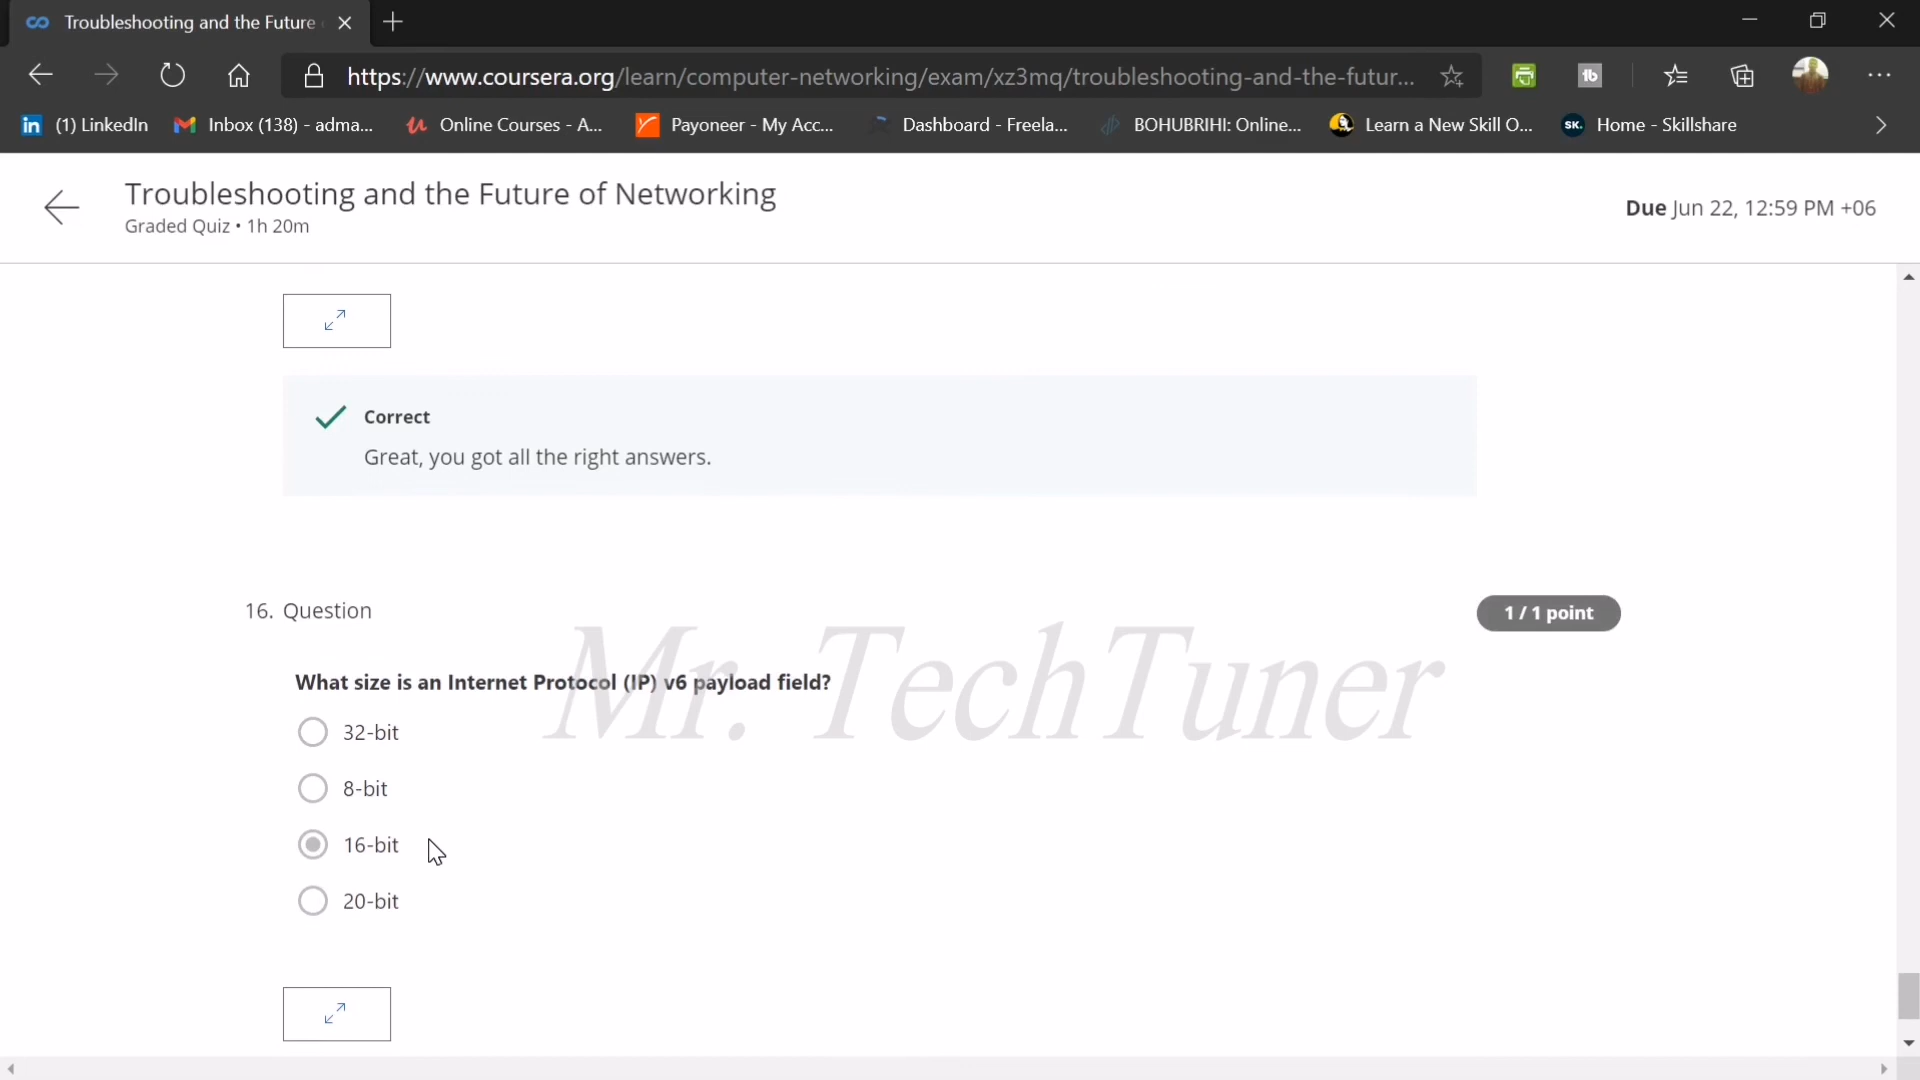 Troubleshooting and the Future
https://www.coursera.org/learn/computer-networking/exam/xz3mq/troubleshooting-and-the-futur...
tb
in (1) LinkedIn Inbox (138) - adma... Online Courses - A... Payoneer - My Acc... Dashboard - Freela... BOHUBRIHI: Online... Learn a New Skill O... SK. Home - Skillshare
Troubleshooting and the Future of Networking
Graded Quiz • 1h 20m
Due Jun 22, 12:59 PM +06
Correct
Great, you got all the right answers.
16. Question
1 / 1 point
Mr. TechTuner
What size is an Internet Protocol (IP) v6 payload field?
32-bit
8-bit
16-bit
20-bit